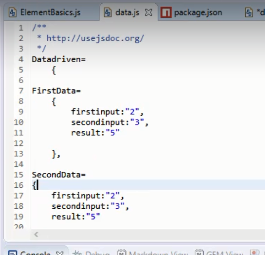 ElementBasics.js
data.js
package.json
1 /**
2 * http://usejsdoc.org/
3 */
4 Datadriven=
5 {
6
7 FirstData=
8 {
9 firstinput:"2",
10 secondinput:"3",
11 result:"5"
12
13 },
14
15 SecondData=
16 {
17 firstinput:"2",
18 secondinput:"3",
19 result:"5"
20
Console
Debug
Markdown View
GFM View